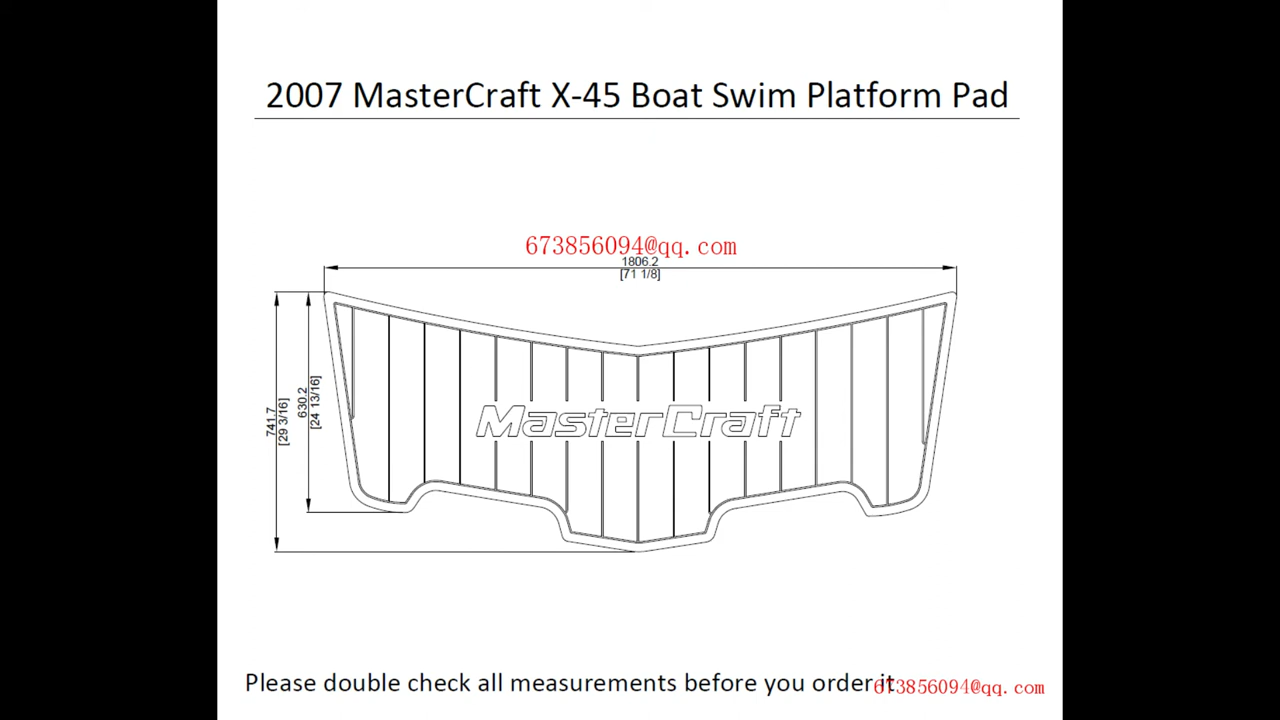 2007 MasterCraft X-45 Boat Swim Platform Pad
673856094@qq.com
1806.2
[71 1/8]
741.7
[29 3/16]
630.2
[24 13/16]
MasterCraft
Please double check all measurements before you order it
673856094@qq.com